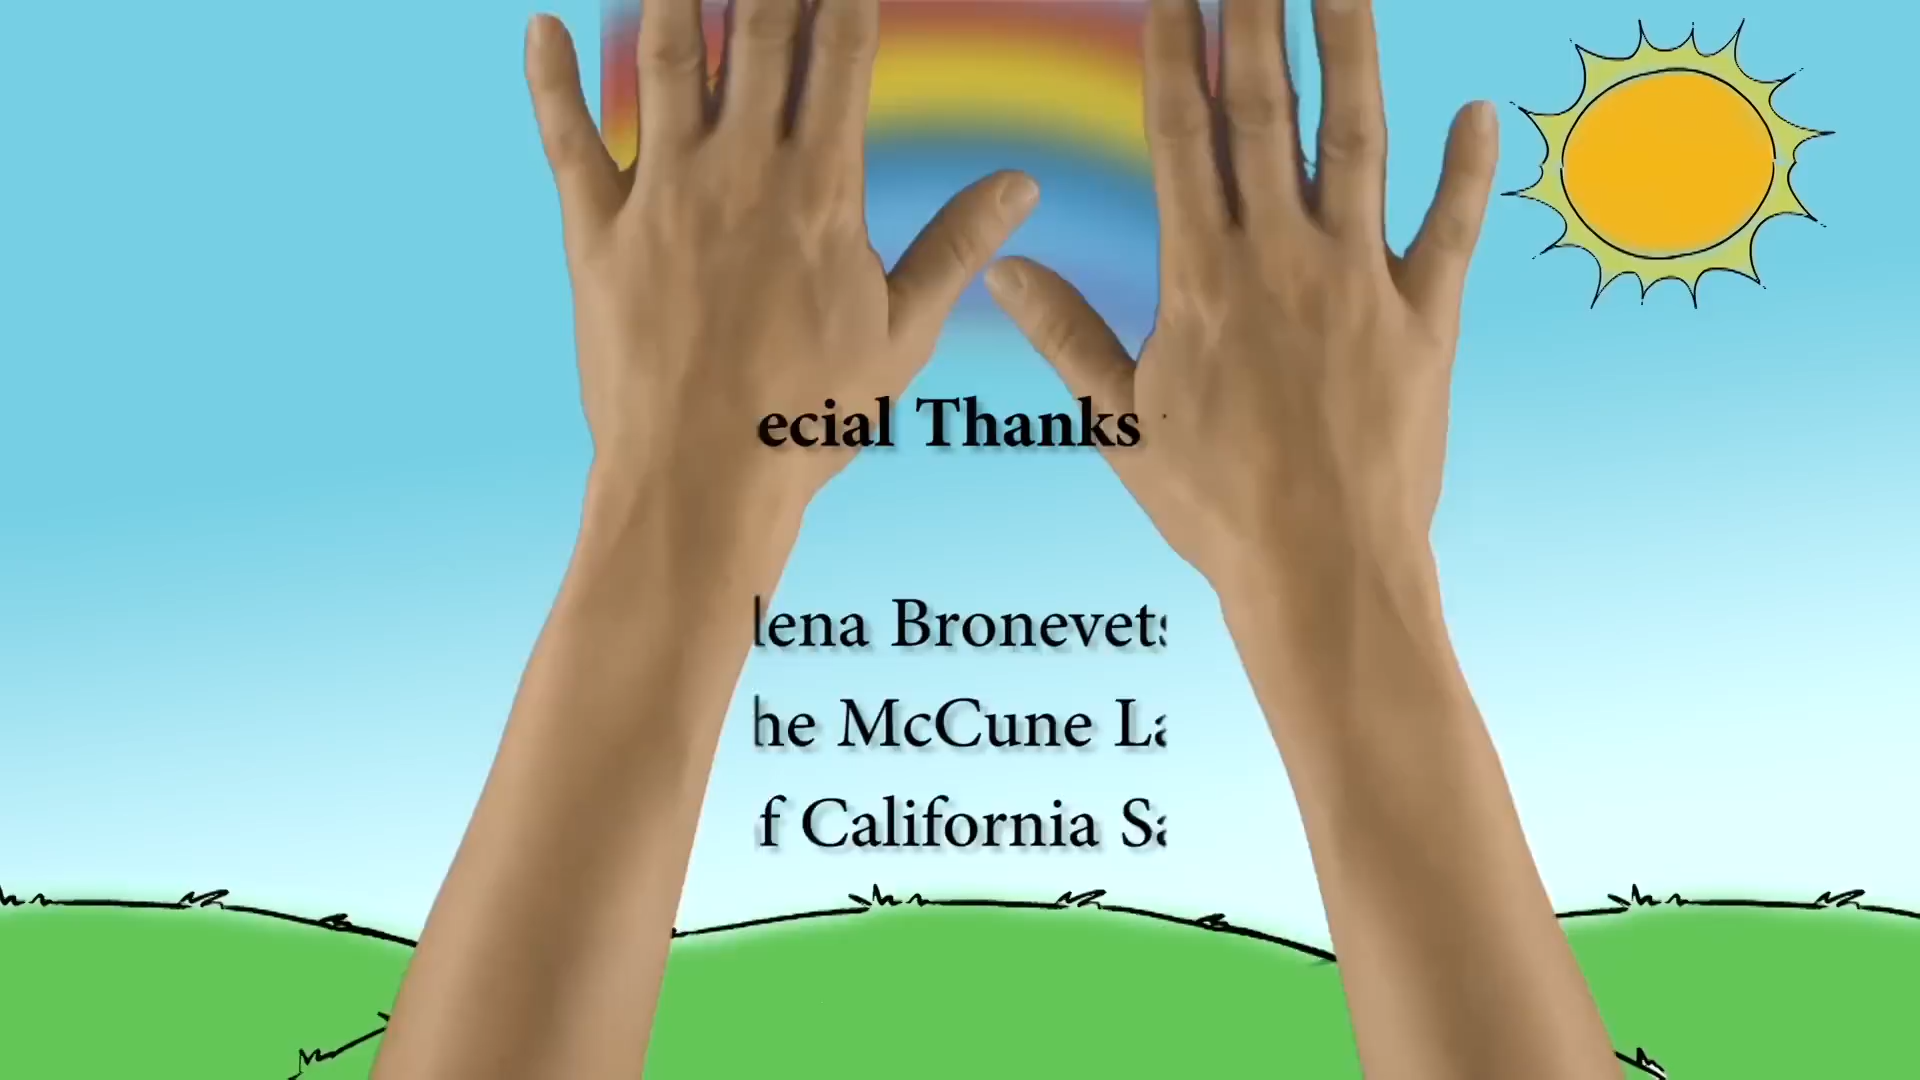 ecial Thanks
lena Bronevets
he McCune La
f California Sa